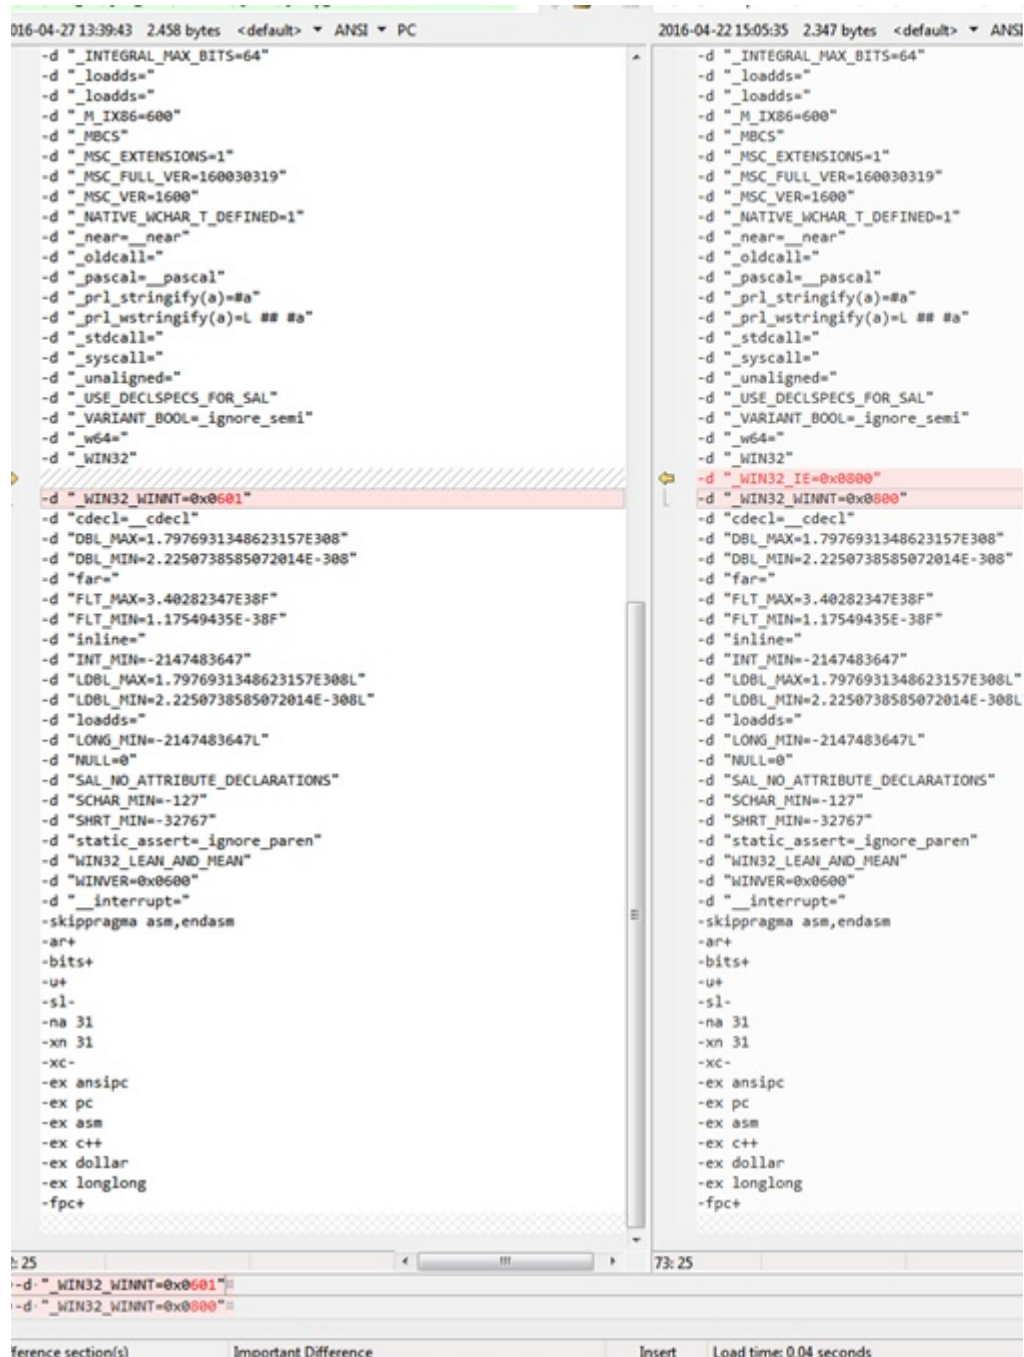 016-04-27 13:39:43 2.458 bytes <default> ANSI PC
-d "_INTEGRAL_MAX_BITS=64"
-d "_loadds="
-d "_loadds="
-d "_M_IX86=600"
-d "_MBCS"
-d "_MSC_EXTENSIONS=1"
-d "_MSC_FULL_VER=160030319"
-d "_MSC_VER=1600"
-d "_NATIVE_WCHAR_T_DEFINED=1"
-d "_near=__near"
-d "_oldcall="
-d "_pascal=__pascal"
-d "_prl_stringify(a)=#a"
-d "_prl_wstringify(a)=L ## #a"
-d "_stdcall="
-d "_syscall="
-d "_unaligned="
-d "_USE_DECLSPECS_FOR_SAL"
-d "_VARIANT_BOOL=_ignore_semi"
-d "_w64="
-d "_WIN32"
-d "_WIN32_WINNT=0x0601"
-d "cdecl=__cdecl"
-d "DBL_MAX=1.7976931348623157E308"
-d "DBL_MIN=2.2250738585072014E-308"
-d "far="
-d "FLT_MAX=3.40282347E38F"
-d "FLT_MIN=1.17549435E-38F"
-d "inline="
-d "INT_MIN=-2147483647"
-d "LDBL_MAX=1.7976931348623157E308L"
-d "LDBL_MIN=2.2250738585072014E-308L"
-d "loadds="
-d "LONG_MIN=-2147483647L"
-d "NULL=0"
-d "SAL_NO_ATTRIBUTE_DECLARATIONS"
-d "SCHAR_MIN=-127"
-d "SHRT_MIN=-32767"
-d "static_assert=_ignore_paren"
-d "WIN32_LEAN_AND_MEAN"
-d "WINVER=0x0600"
-d "__interrupt="
-skippragma asm,endasm
-ar+
-bits+
-u+
-sl-
-na 31
-xn 31
-xc-
-ex ansipc
-ex pc
-ex asm
-ex c++
-ex dollar
-ex longlong
-fpc+
: 25
2016-04-22 15:05:35 2.347 bytes <default> ANSI
-d "_INTEGRAL_MAX_BITS=64"
-d "_loadds="
-d "_loadds="
-d "_M_IX86=600"
-d "_MBCS"
-d "_MSC_EXTENSIONS=1"
-d "_MSC_FULL_VER=160030319"
-d "_MSC_VER=1600"
-d "_NATIVE_WCHAR_T_DEFINED=1"
-d "_near=__near"
-d "_oldcall="
-d "_pascal=__pascal"
-d "_prl_stringify(a)=#a"
-d "_prl_wstringify(a)=L ## #a"
-d "_stdcall="
-d "_syscall="
-d "_unaligned="
-d "_USE_DECLSPECS_FOR_SAL"
-d "_VARIANT_BOOL=_ignore_semi"
-d "_w64="
-d "_WIN32"
-d "_WIN32_IE=0x0800"
-d "_WIN32_WINNT=0x0800"
-d "cdecl=__cdecl"
-d "DBL_MAX=1.7976931348623157E308"
-d "DBL_MIN=2.2250738585072014E-308"
-d "far="
-d "FLT_MAX=3.40282347E38F"
-d "FLT_MIN=1.17549435E-38F"
-d "inline="
-d "INT_MIN=-2147483647"
-d "LDBL_MAX=1.7976931348623157E308L"
-d "LDBL_MIN=2.2250738585072014E-308L
-d "loadds="
-d "LONG_MIN=-2147483647L"
-d "NULL=0"
-d "SAL_NO_ATTRIBUTE_DECLARATIONS"
-d "SCHAR_MIN=-127"
-d "SHRT_MIN=-32767"
-d "static_assert=_ignore_paren"
-d "WIN32_LEAN_AND_MEAN"
-d "WINVER=0x0600"
-d "__interrupt="
-skippragma asm,endasm
-ar+
-bits+
-u+
-sl-
-na 31
-xn 31
-xc-
-ex ansipc
-ex pc
-ex asm
-ex c++
-ex dollar
-ex longlong
-fpc+
73: 25
-d·"_WIN32_WINNT=0x0601"¤
-d·"_WIN32_WINNT=0x0800"¤
ference section(s) Important Difference Insert Load time: 0.04 seconds